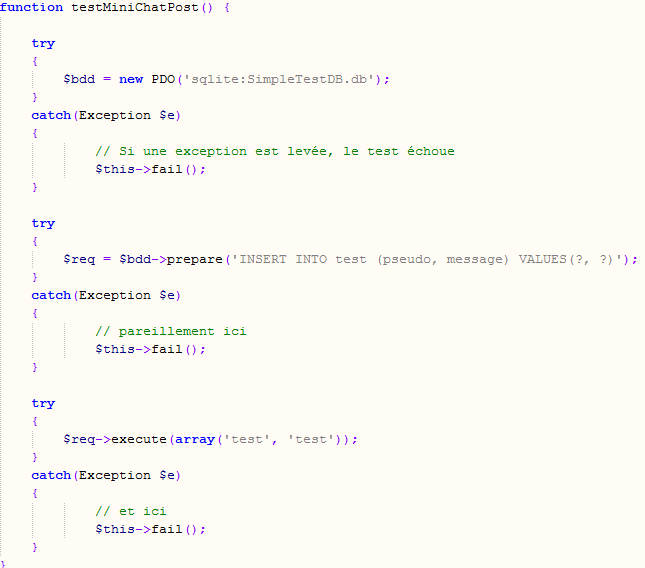 function testMiniChatPost() {
try
{
$bdd = new PDO('sqlite:SimpleTestDB.db');
}
catch(Exception $e)
{
// Si une exception est levée, le test échoue
$this->fail();
}
try
{
$req = $bdd->prepare('INSERT INTO test (pseudo, message) VALUES(?, ?)');
}
catch(Exception $e)
{
// pareillement ici
$this->fail();
}
try
{
$req->execute(array('test', 'test'));
}
catch(Exception $e)
{
// et ici
$this->fail();
}
}